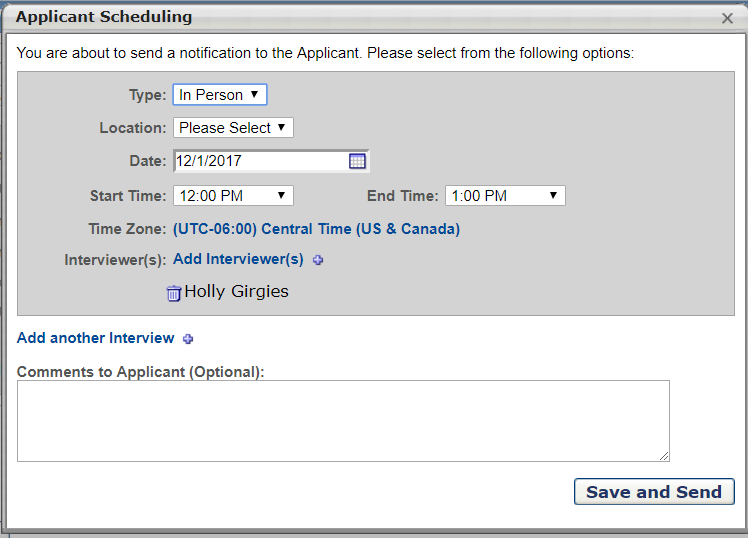 Applicant Scheduling
You are about to send a notification to the Applicant. Please select from the following options:
Type: In Person
Location: Please Select
Date: 12/1/2017
Start Time: 12:00 PM End Time: 1:00 PM
Time Zone: (UTC-06:00) Central Time (US & Canada)
Interviewer(s): Add Interviewer(s)
Holly Girgies
Add another Interview
Comments to Applicant (Optional):
Save and Send